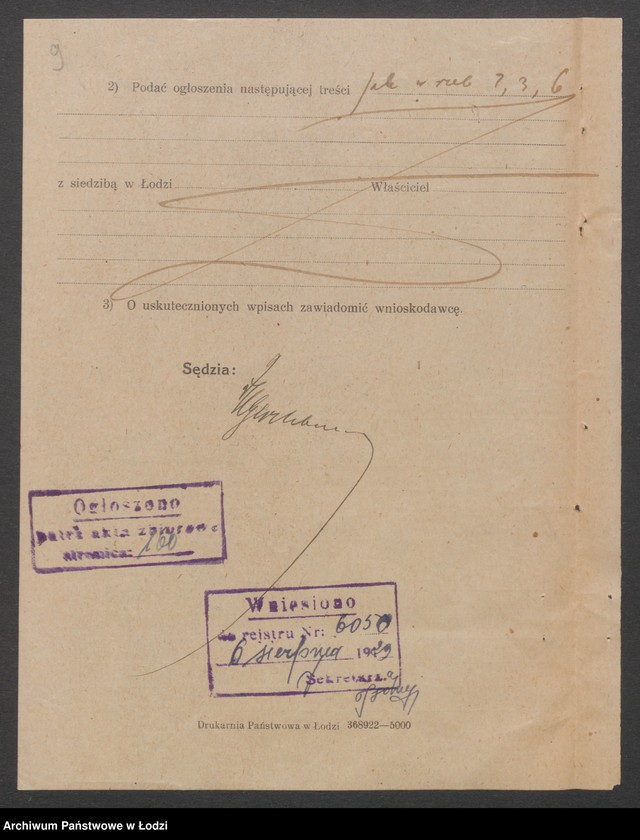 9
2) Podać ogłoszenia następującej treści jak w rub 7, 3, 6
z siedzibą w Łodzi Właściciel
3) O uskutecznionych wpisach zawiadomić wnioskodawcę.
Sędzia:
Ogłoszono
patrz akta zbiorowe
stronica: 160
Wniesiono
do rejestru Nr: 6050
6 sierpnia 1929
Sekretarz
Drukarnia Państwowa w Łodzi 368922—5000
Archiwum Państwowe w Łodzi